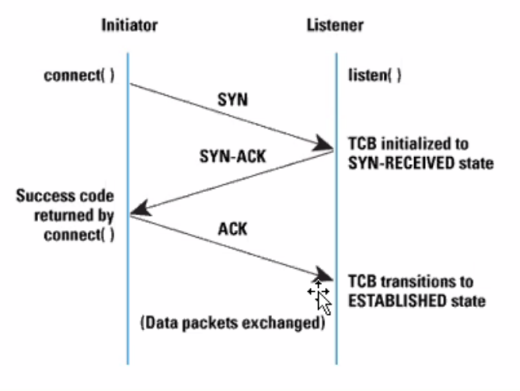 Initiator
Listener
connect( )
listen( )
SYN
TCB initialized to
SYN-RECEIVED state
SYN-ACK
Success code
returned by
connect( )
ACK
TCB transitions to
ESTABLISHED state
(Data packets exchanged)